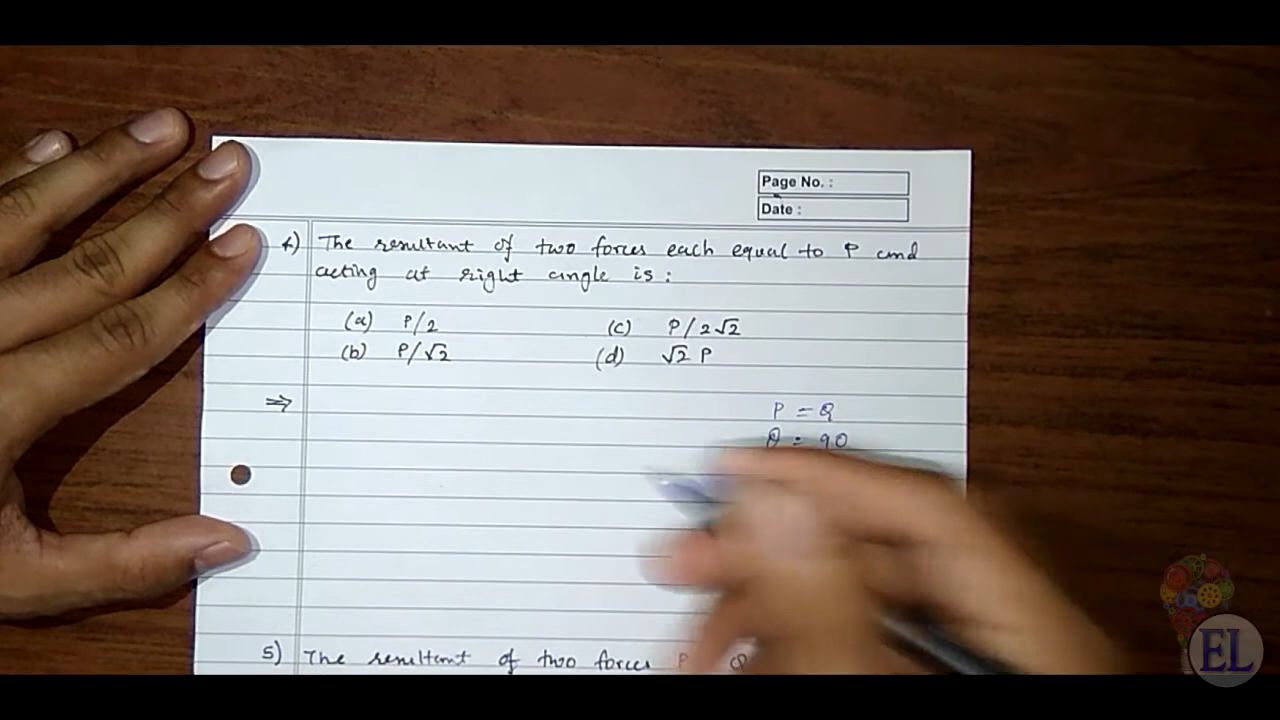 Page No. :
Date :
4) The resultant of two forces each equal to P and
acting at right angle is :
(a) P/2
(c) P/2√2
(b) P/√2
(d) √2 P
⇒
P = Q
θ = 90
5) The resultant of two forces P
EL